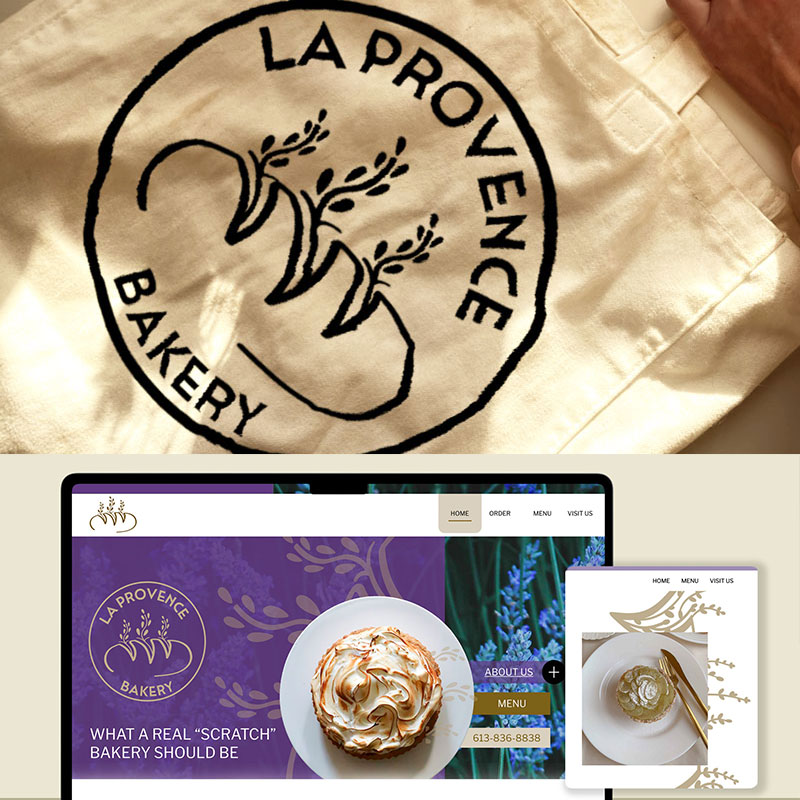 LA PROVENCE
BAKERY
HOME ORDER MENU VISIT US
LA PROVENCE
BAKERY
WHAT A REAL “SCRATCH”
BAKERY SHOULD BE
ABOUT US +
MENU
613-836-8838
HOME MENU VISIT US